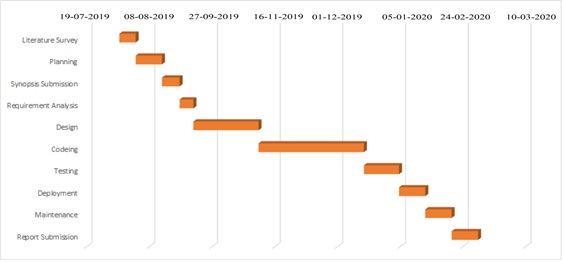 19-07-2019 08-08-2019 27-09-2019 16-11-2019 01-12-2019 05-01-2020 24-02-2020 10-03-2020
Literature Survey
Planning
Synopsis Submission
Requirement Analysis
Design
Codeing
Testing
Deployment
Maintenance
Report Submission